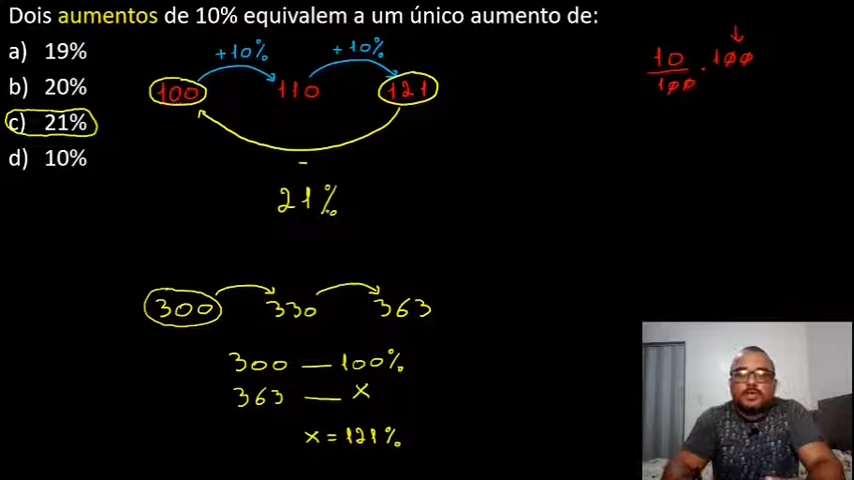 Dois aumentos de 10% equivalem a um único aumento de:
a) 19%
b) 20%
c) 21%
d) 10%
+10% +10%
100 110 121
10/100 . 100
-
21%
300 330 363
300 — 100%
363 — x
x = 121%